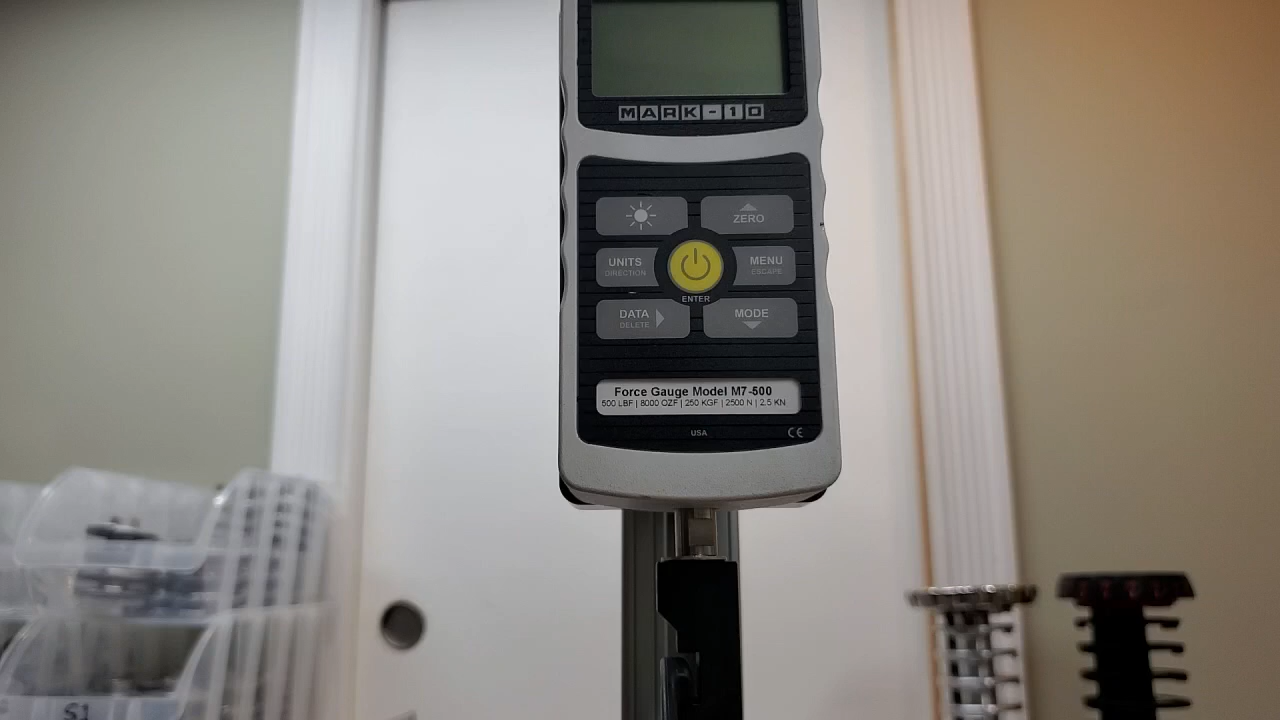 MARK-10
ZERO
UNITS
DIRECTION
MENU
ESCAPE
ENTER
DATA
DELETE
MODE
Force Gauge Model M7-500
500 LBF | 8000 OZF | 250 KGF | 2500 N | 2.5 KN
USA
CE
S1